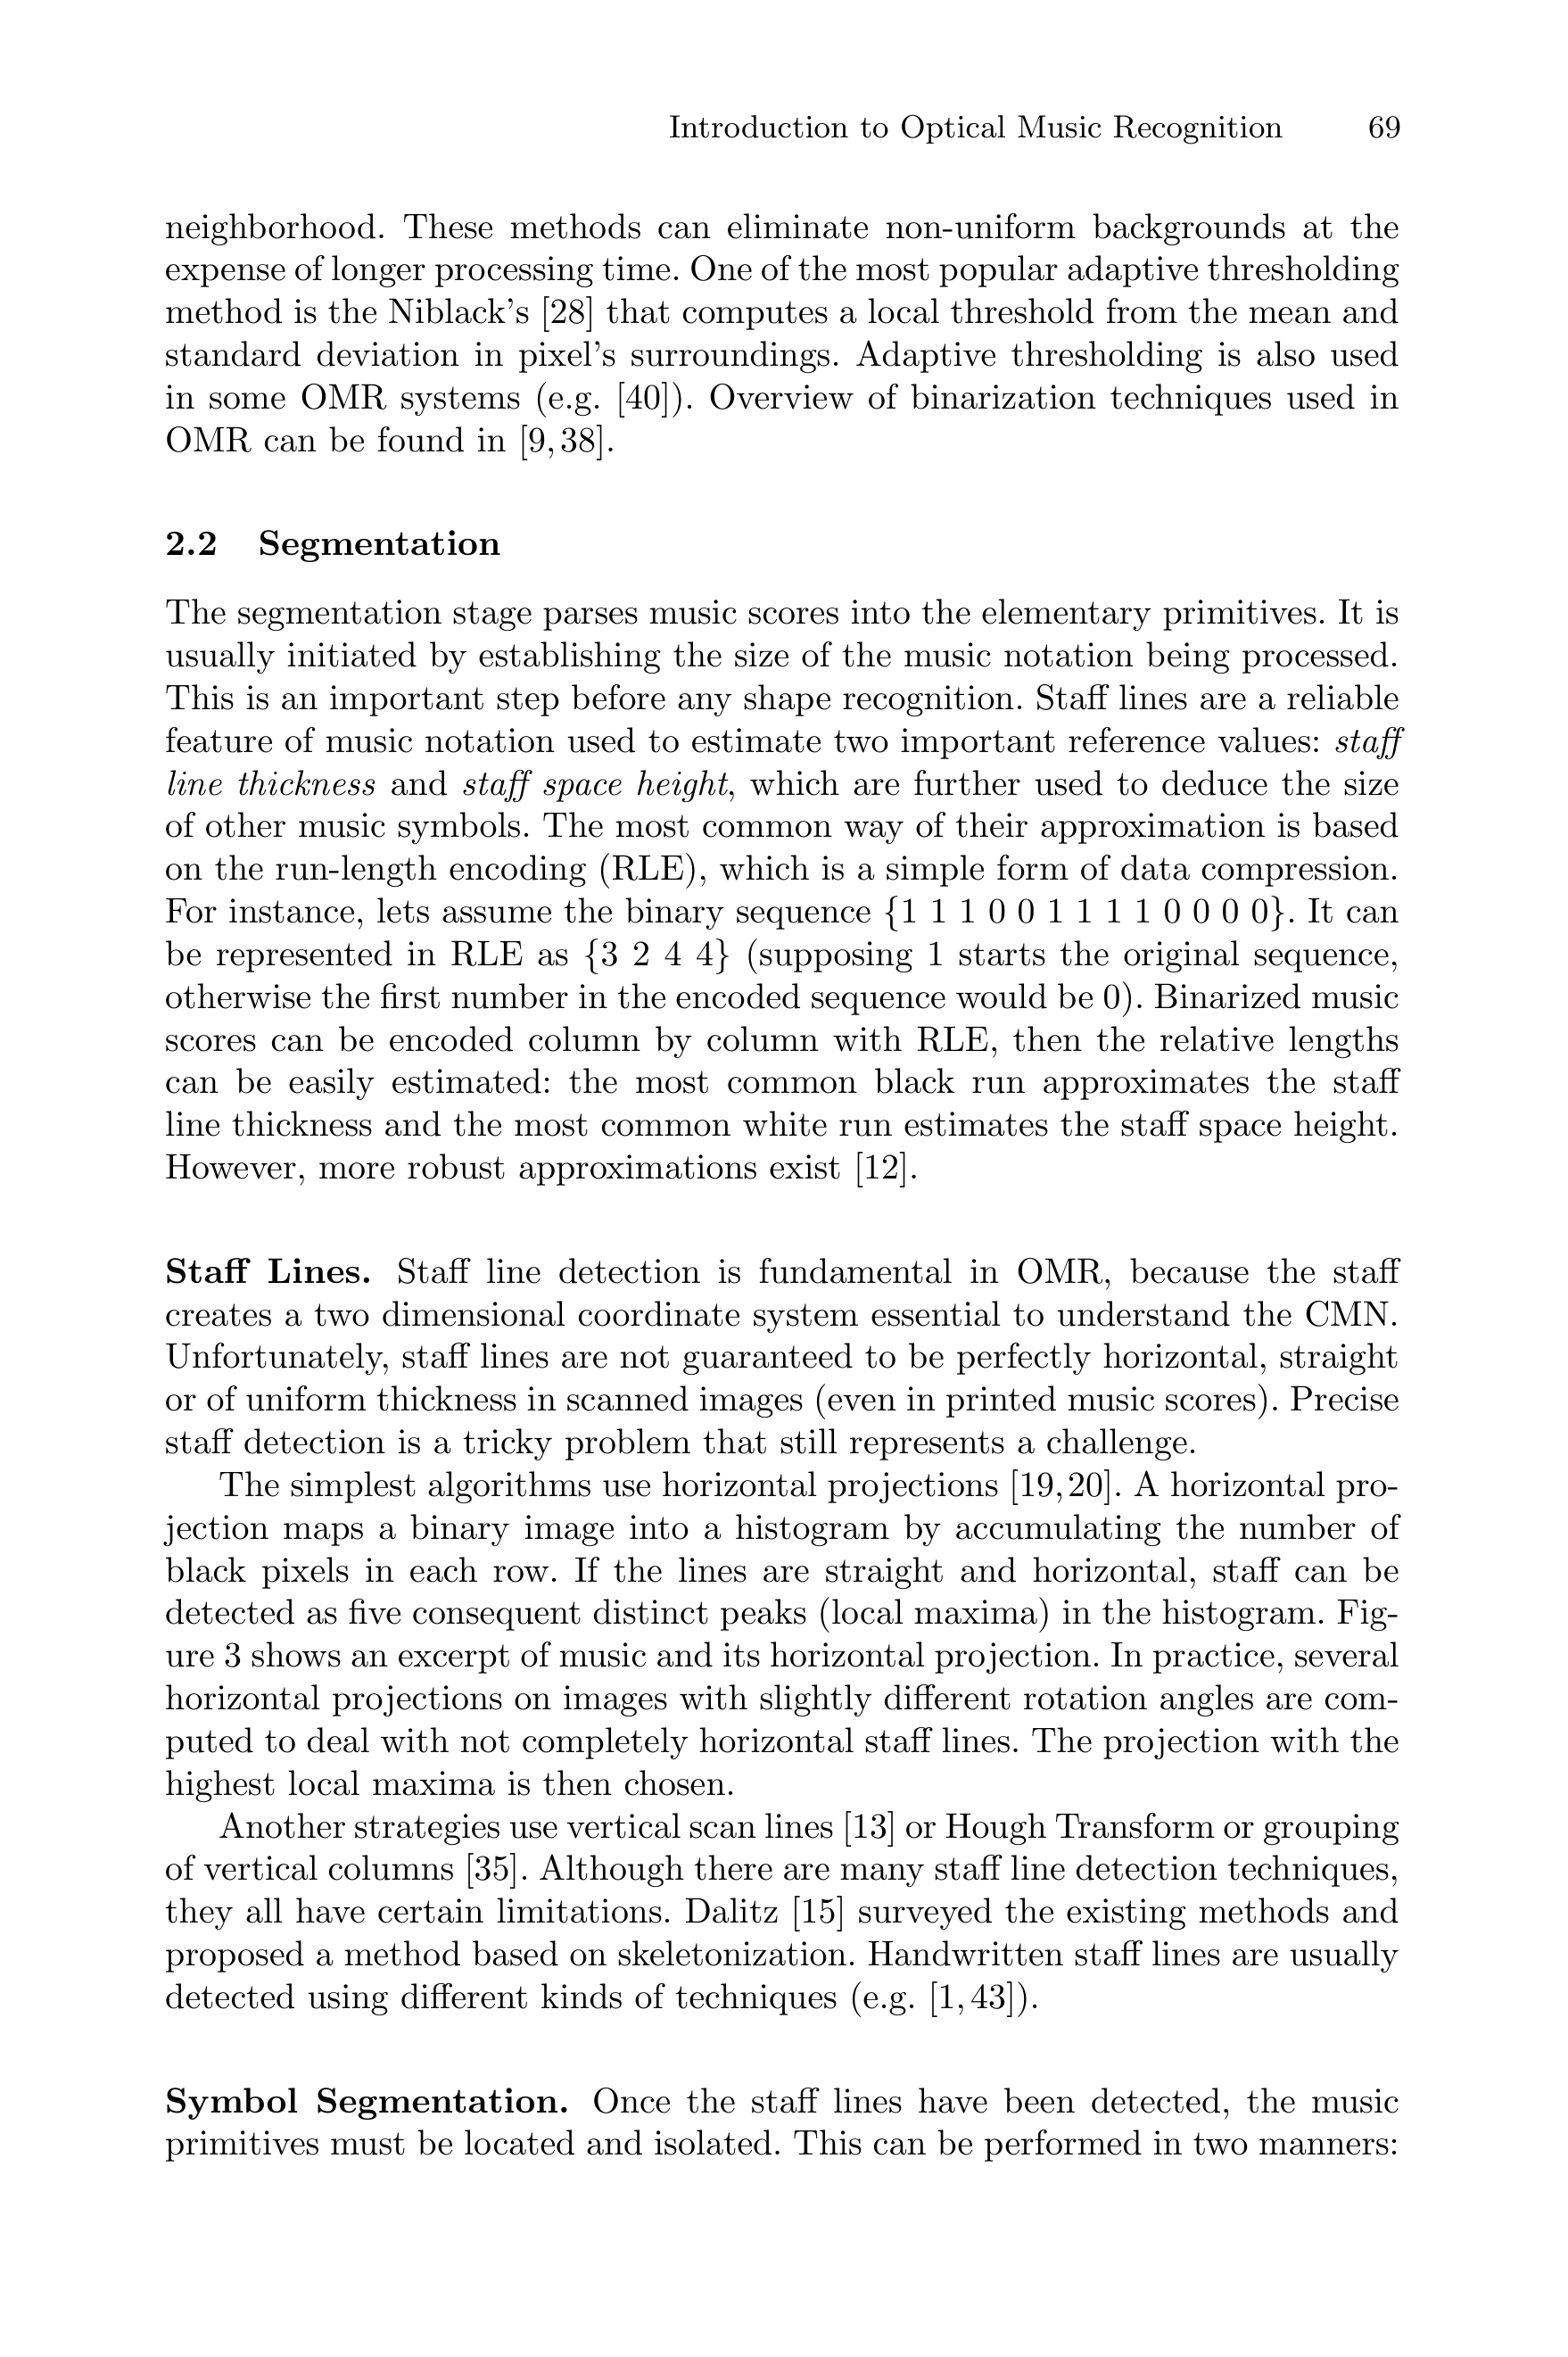 Introduction to Optical Music Recognition 69
neighborhood. These methods can eliminate non-uniform backgrounds at the
expense of longer processing time. One of the most popular adaptive thresholding
method is the Niblack's [28] that computes a local threshold from the mean and
standard deviation in pixel's surroundings. Adaptive thresholding is also used
in some OMR systems (e.g. [40]). Overview of binarization techniques used in
OMR can be found in [9,38].
2.2 Segmentation
The segmentation stage parses music scores into the elementary primitives. It is
usually initiated by establishing the size of the music notation being processed.
This is an important step before any shape recognition. Staff lines are a reliable
feature of music notation used to estimate two important reference values: staff
line thickness and staff space height, which are further used to deduce the size
of other music symbols. The most common way of their approximation is based
on the run-length encoding (RLE), which is a simple form of data compression.
For instance, lets assume the binary sequence {1 1 1 0 0 1 1 1 1 0 0 0 0}. It can
be represented in RLE as {3 2 4 4} (supposing 1 starts the original sequence,
otherwise the first number in the encoded sequence would be 0). Binarized music
scores can be encoded column by column with RLE, then the relative lengths
can be easily estimated: the most common black run approximates the staff
line thickness and the most common white run estimates the staff space height.
However, more robust approximations exist [12].
Staff Lines. Staff line detection is fundamental in OMR, because the staff
creates a two dimensional coordinate system essential to understand the CMN.
Unfortunately, staff lines are not guaranteed to be perfectly horizontal, straight
or of uniform thickness in scanned images (even in printed music scores). Precise
staff detection is a tricky problem that still represents a challenge.
The simplest algorithms use horizontal projections [19,20]. A horizontal pro-
jection maps a binary image into a histogram by accumulating the number of
black pixels in each row. If the lines are straight and horizontal, staff can be
detected as five consequent distinct peaks (local maxima) in the histogram. Fig-
ure 3 shows an excerpt of music and its horizontal projection. In practice, several
horizontal projections on images with slightly different rotation angles are com-
puted to deal with not completely horizontal staff lines. The projection with the
highest local maxima is then chosen.
Another strategies use vertical scan lines [13] or Hough Transform or grouping
of vertical columns [35]. Although there are many staff line detection techniques,
they all have certain limitations. Dalitz [15] surveyed the existing methods and
proposed a method based on skeletonization. Handwritten staff lines are usually
detected using different kinds of techniques (e.g. [1,43]).
Symbol Segmentation. Once the staff lines have been detected, the music
primitives must be located and isolated. This can be performed in two manners: